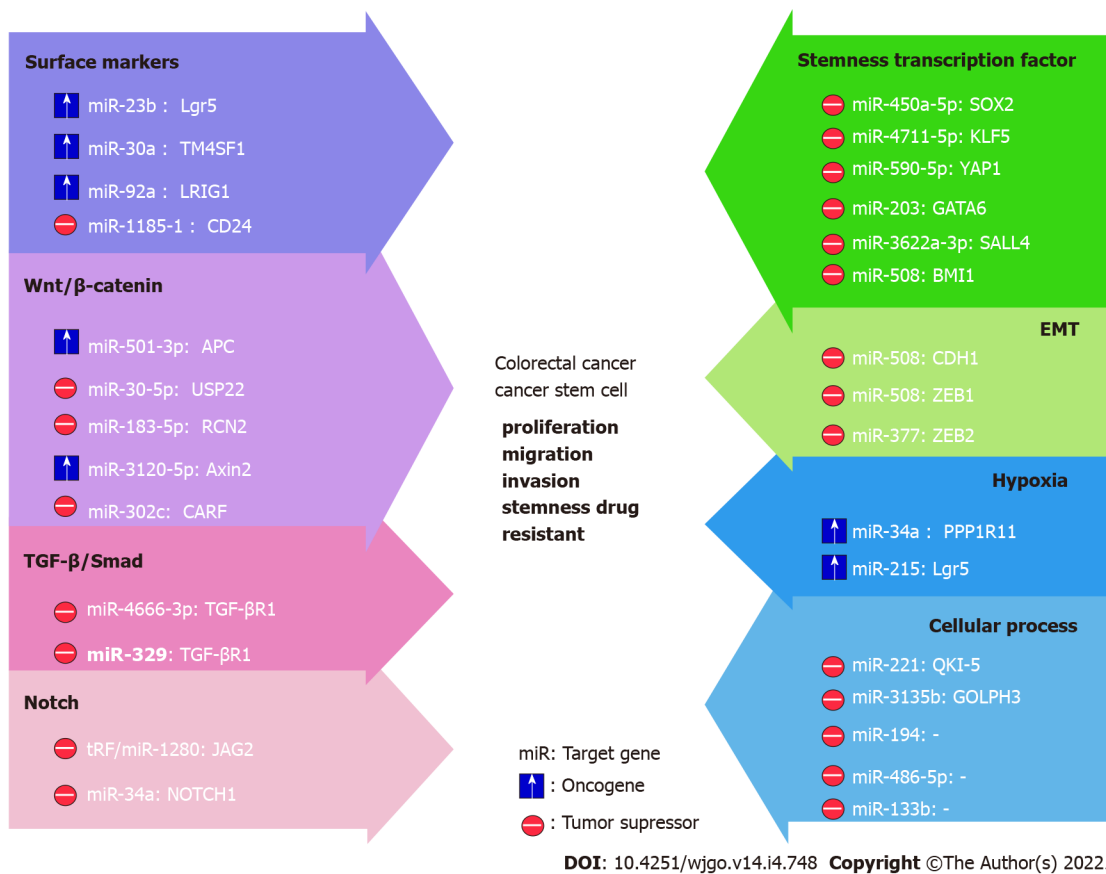 Surface markers
miR-23b : Lgr5
miR-30a : TM4SF1
miR-92a : LRIG1
miR-1185-1 : CD24
Wnt/β-catenin
miR-501-3p: APC
miR-30-5p: USP22
miR-183-5p: RCN2
miR-3120-5p: Axin2
miR-302c: CARF
TGF-β/Smad
miR-4666-3p: TGF-βR1
miR-329: TGF-βR1
Notch
tRF/miR-1280: JAG2
miR-34a: NOTCH1
Colorectal cancer
cancer stem cell
proliferation
migration
invasion
stemness drug
resistant
miR: Target gene
: Oncogene
: Tumor supressor
Stemness transcription factor
miR-450a-5p: SOX2
miR-4711-5p: KLF5
miR-590-5p: YAP1
miR-203: GATA6
miR-3622a-3p: SALL4
miR-508: BMI1
EMT
miR-508: CDH1
miR-508: ZEB1
miR-377: ZEB2
Hypoxia
miR-34a : PPP1R11
miR-215: Lgr5
Cellular process
miR-221: QKI-5
miR-3135b: GOLPH3
miR-194: -
miR-486-5p: -
miR-133b: -
DOI: 10.4251/wjgo.v14.i4.748 Copyright ©The Author(s) 2022.